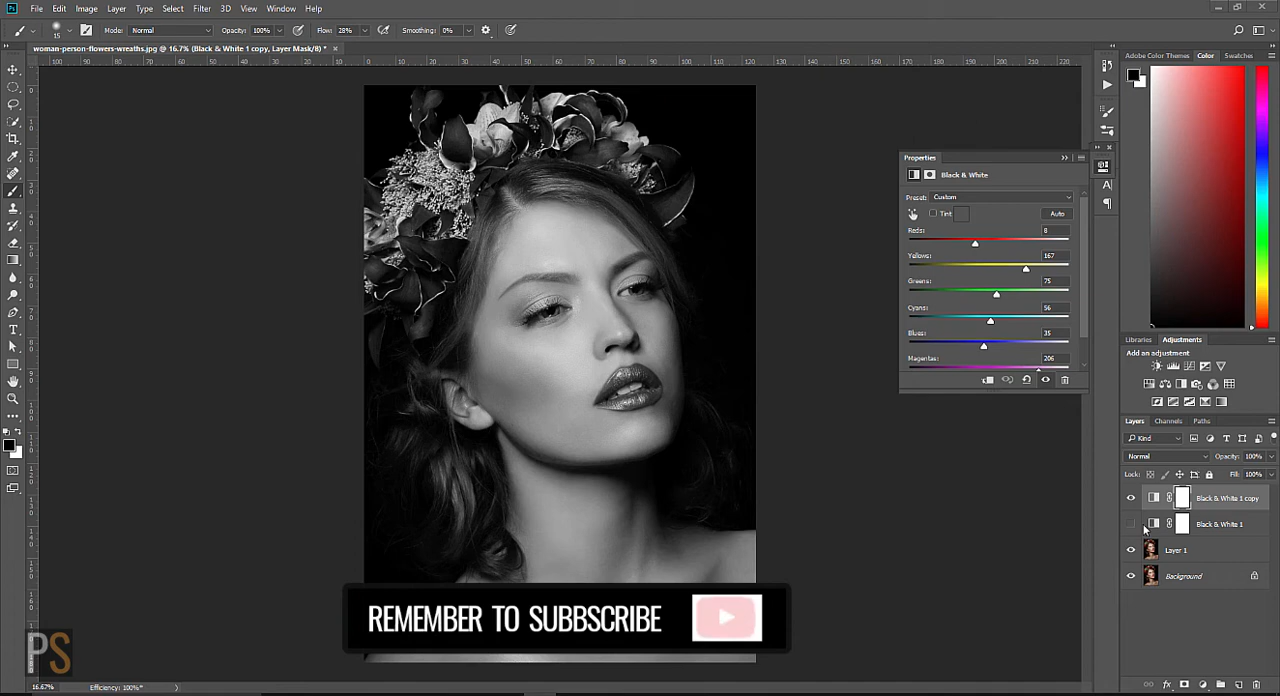 Ps File Edit Image Layer Type Select Filter 3D View Window Help
15 Mode: Normal Opacity: 100% Flow: 28% Smoothing: 0%
woman-person-flowers-wreaths.jpg @ 16.7% (Black & White 1 copy, Layer Mask/8) * ×
Adobe Color Themes Color Swatches
Properties
Black & White
Preset: Custom
Tint Auto
Reds: 8
Yellows: 167
Greens: 75
Cyans: 56
Blues: 35
Magentas: 206
Libraries Adjustments
Add an adjustment
Layers Channels Paths
Kind
Normal Opacity: 100%
Lock: Fill: 100%
Black & White 1 copy
Black & White 1
Layer 1
Background
REMEMBER TO SUBBSCRIBE
PS
16.67% Efficiency: 100%*